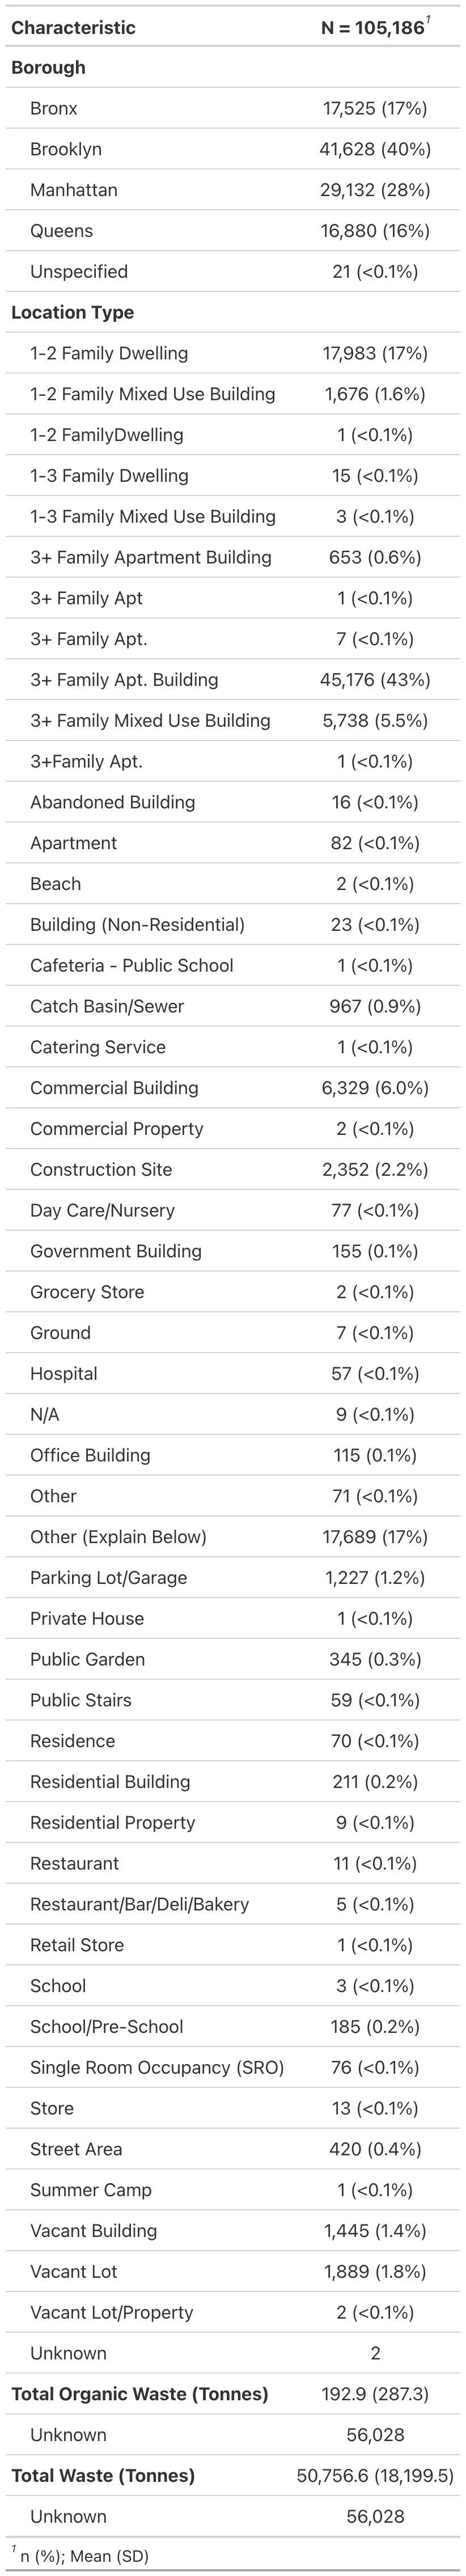 Characteristic N = 105,186¹
Borough
Bronx 17,525 (17%)
Brooklyn 41,628 (40%)
Manhattan 29,132 (28%)
Queens 16,880 (16%)
Unspecified 21 (<0.1%)
Location Type
1-2 Family Dwelling 17,983 (17%)
1-2 Family Mixed Use Building 1,676 (1.6%)
1-2 FamilyDwelling 1 (<0.1%)
1-3 Family Dwelling 15 (<0.1%)
1-3 Family Mixed Use Building 3 (<0.1%)
3+ Family Apartment Building 653 (0.6%)
3+ Family Apt 1 (<0.1%)
3+ Family Apt. 7 (<0.1%)
3+ Family Apt. Building 45,176 (43%)
3+ Family Mixed Use Building 5,738 (5.5%)
3+Family Apt. 1 (<0.1%)
Abandoned Building 16 (<0.1%)
Apartment 82 (<0.1%)
Beach 2 (<0.1%)
Building (Non-Residential) 23 (<0.1%)
Cafeteria - Public School 1 (<0.1%)
Catch Basin/Sewer 967 (0.9%)
Catering Service 1 (<0.1%)
Commercial Building 6,329 (6.0%)
Commercial Property 2 (<0.1%)
Construction Site 2,352 (2.2%)
Day Care/Nursery 77 (<0.1%)
Government Building 155 (0.1%)
Grocery Store 2 (<0.1%)
Ground 7 (<0.1%)
Hospital 57 (<0.1%)
N/A 9 (<0.1%)
Office Building 115 (0.1%)
Other 71 (<0.1%)
Other (Explain Below) 17,689 (17%)
Parking Lot/Garage 1,227 (1.2%)
Private House 1 (<0.1%)
Public Garden 345 (0.3%)
Public Stairs 59 (<0.1%)
Residence 70 (<0.1%)
Residential Building 211 (0.2%)
Residential Property 9 (<0.1%)
Restaurant 11 (<0.1%)
Restaurant/Bar/Deli/Bakery 5 (<0.1%)
Retail Store 1 (<0.1%)
School 3 (<0.1%)
School/Pre-School 185 (0.2%)
Single Room Occupancy (SRO) 76 (<0.1%)
Store 13 (<0.1%)
Street Area 420 (0.4%)
Summer Camp 1 (<0.1%)
Vacant Building 1,445 (1.4%)
Vacant Lot 1,889 (1.8%)
Vacant Lot/Property 2 (<0.1%)
Unknown 2
Total Organic Waste (Tonnes) 192.9 (287.3)
Unknown 56,028
Total Waste (Tonnes) 50,756.6 (18,199.5)
Unknown 56,028
¹ n (%); Mean (SD)